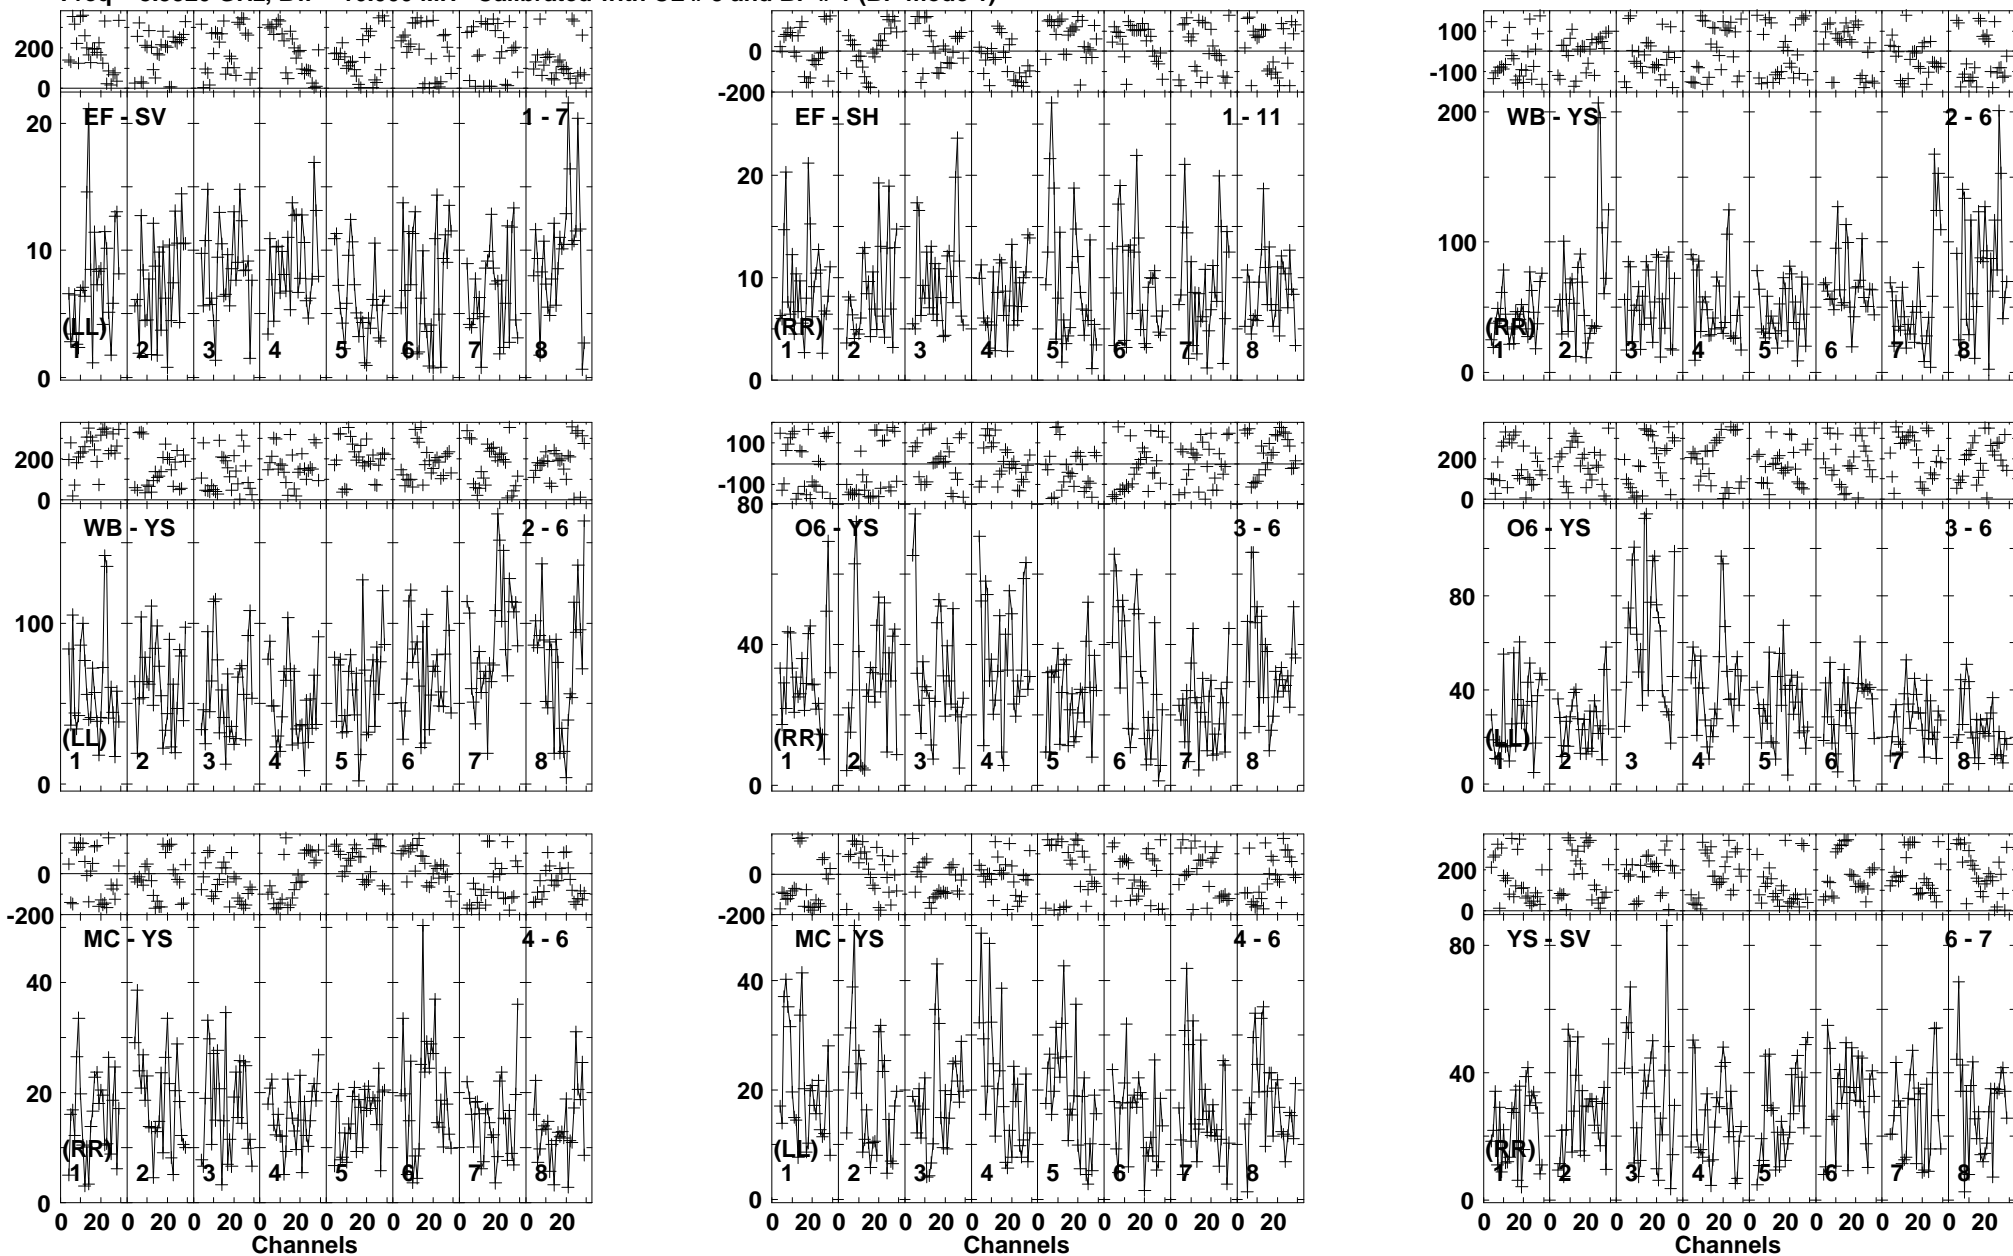 200 0 200 0 -200 100 -100
EF - SV 1 - 7 EF - SH 1 - 11 WB - YS 2 - 6
20 10 0 20 10 0 200 100 0
(LL) (RR) (RR)
1 2 3 4 5 6 7 8 1 2 3 4 5 6 7 8 1 2 3 4 5 6 7 8
200 0 100 -100 200 0
WB - YS 2 - 6 O6 - YS 3 - 6 O6 - YS 3 - 6
100 0 80 40 0 80 40 0
(LL) (RR) (LL)
1 2 3 4 5 6 7 8 1 2 3 4 5 6 7 8 1 2 3 4 5 6 7 8
0 -200 0 -200 200 0
MC - YS 4 - 6 MC - YS 4 - 6 YS - SV 6 - 7
40 20 0 40 20 0 80 40 0
(RR) (LL) (RR)
1 2 3 4 5 6 7 8 1 2 3 4 5 6 7 8 1 2 3 4 5 6 7 8
0 20 0 20 0 20 0 20 0 20 0 20 0 20 0 20 0 20 0 20 0 20 0 20 0 20 0 20 0 20 0 20 0 20 0 20 0 20 0 20 0 20 0 20 0 20 0 20
Channels Channels Channels